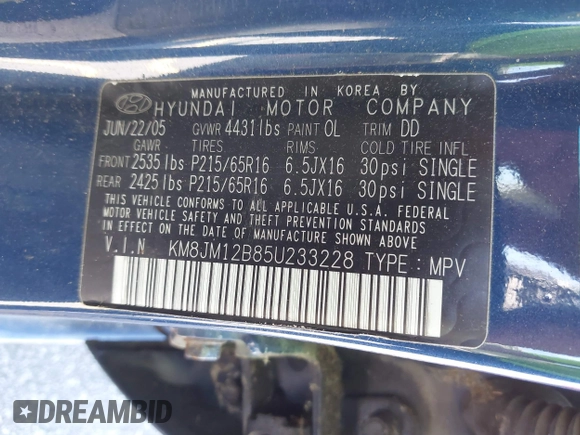 MANUFACTURED IN KOREA BY
HYUNDAI MOTOR COMPANY
JUN/22/05 GVWR 4431lbs PAINT OL TRIM DD
GAWR TIRES RIMS COLD TIRE INFL
FRONT 2535lbs P215/65R16 6.5JX16 30psi SINGLE
REAR 2425lbs P215/65R16 6.5JX16 30psi SINGLE
THIS VEHICLE CONFORMS TO ALL APPLICABLE U.S.A. FEDERAL
MOTOR VEHICLE SAFETY AND THEFT PREVENTION STANDARDS
IN EFFECT ON THE DATE OF MANUFACTURE SHOWN ABOVE.
V.I.N KM8JM12B85U233228 TYPE: MPV
DREAMBID